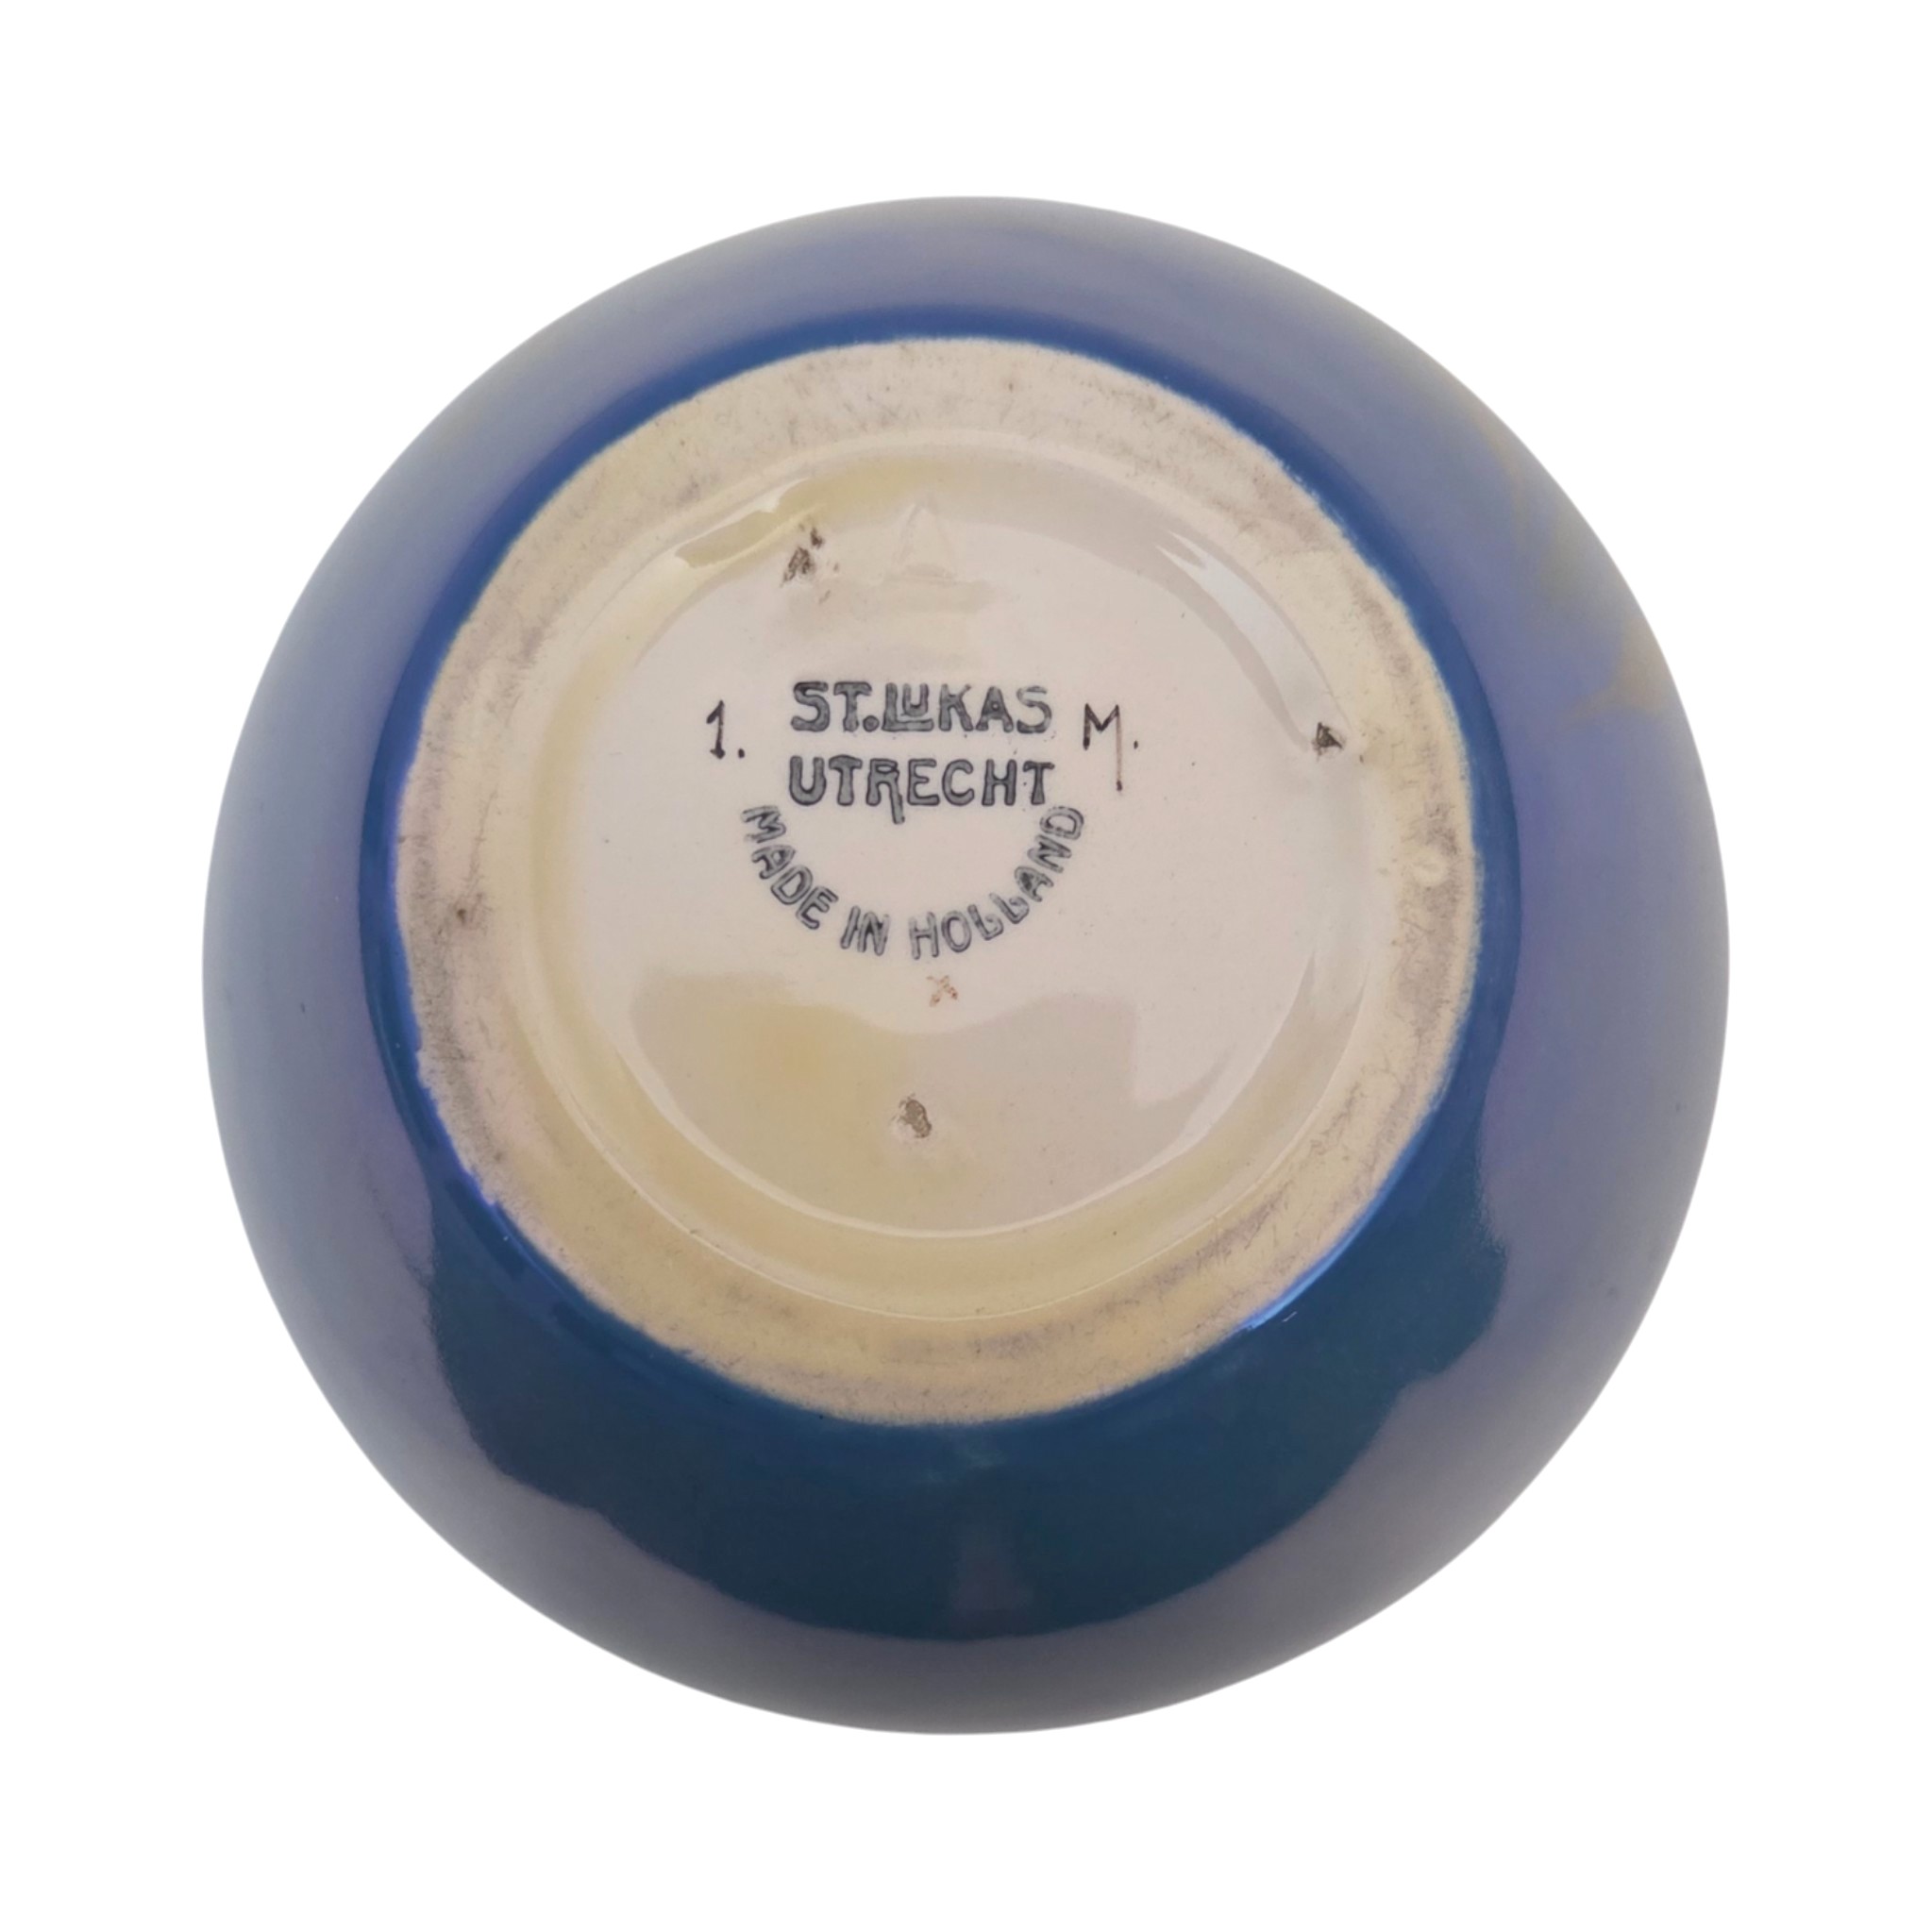 1. ST.LUKAS M.
UTRECHT
MADE IN HOLLAND